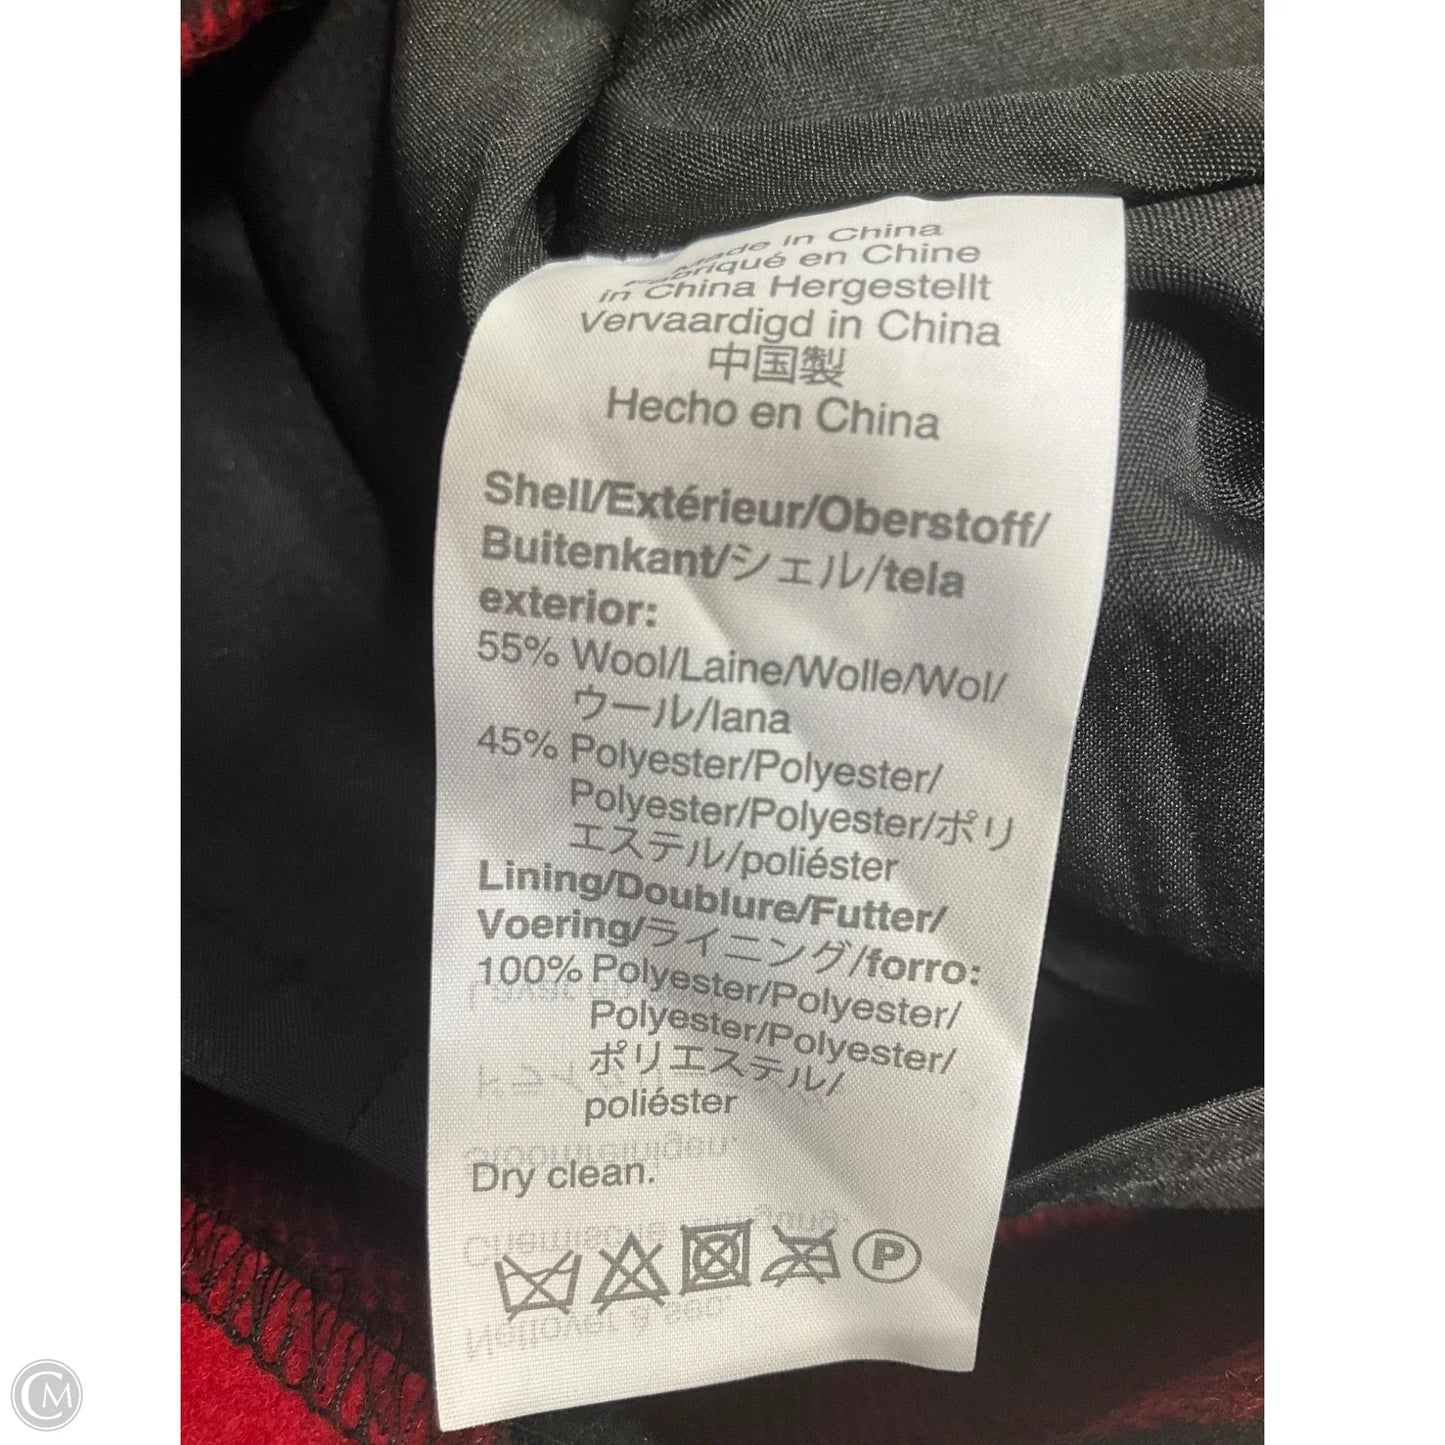 Made in China
Fabriqué en Chine
in China Hergestellt
Vervaardigd in China
中国製
Hecho en China
Shell/Extérieur/Oberstoff/
Buitenkant/シェル/tela
exterior:
55% Wool/Laine/Wolle/Wol/
ウール/lana
45% Polyester/Polyester/
Polyester/Polyester/ポリ
エステル/poliéster
Lining/Doublure/Futter/
Voering/ライニング/forro:
100% Polyester/Polyester/
Polyester/Polyester/
ポリエステル/
poliéster
Dry clean.
P
CM